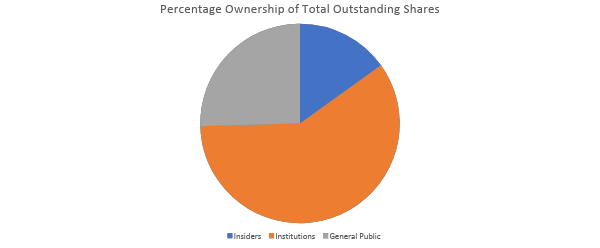 Percentage Ownership of Total Outstanding Shares
Insiders Institutions General Public